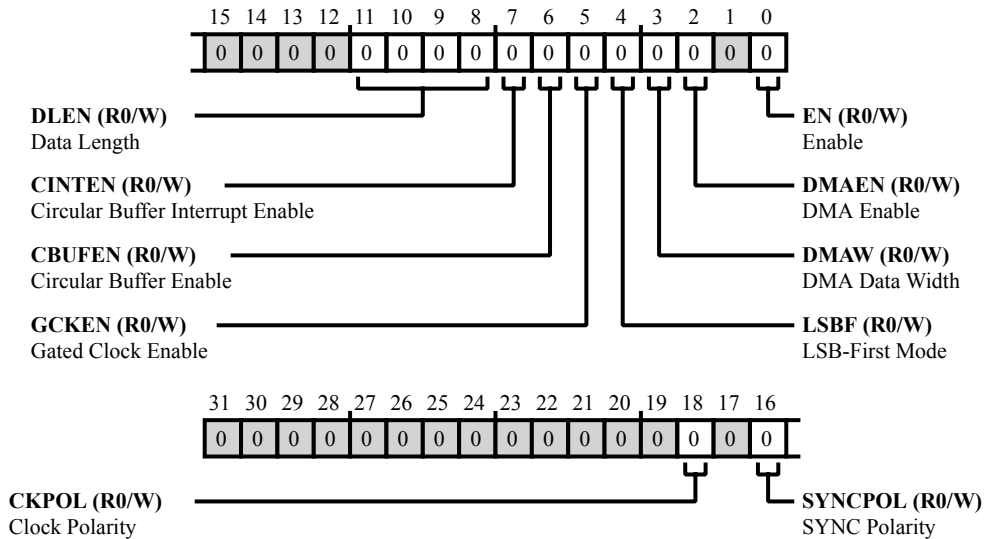 15 14 13 12 11 10 9 8 7 6 5 4 3 2 1 0
0 0 0 0 0 0 0 0 0 0 0 0 0 0 0 0
DLEN (R0/W)
Data Length
EN (R0/W)
Enable
CINTEN (R0/W)
Circular Buffer Interrupt Enable
DMAEN (R0/W)
DMA Enable
CBUFEN (R0/W)
Circular Buffer Enable
DMAW (R0/W)
DMA Data Width
GCKEN (R0/W)
Gated Clock Enable
LSBF (R0/W)
LSB-First Mode
31 30 29 28 27 26 25 24 23 22 21 20 19 18 17 16
0 0 0 0 0 0 0 0 0 0 0 0 0 0 0 0
CKPOL (R0/W)
Clock Polarity
SYNCPOL (R0/W)
SYNC Polarity